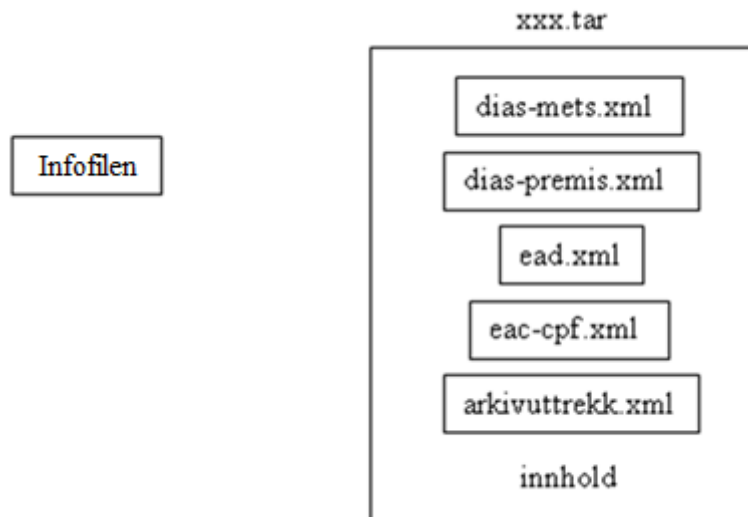 xxx.tar
Infofilen
dias-mets.xml
dias-premis.xml
ead.xml
eac-cpf.xml
arkivuttrekk.xml
innhold